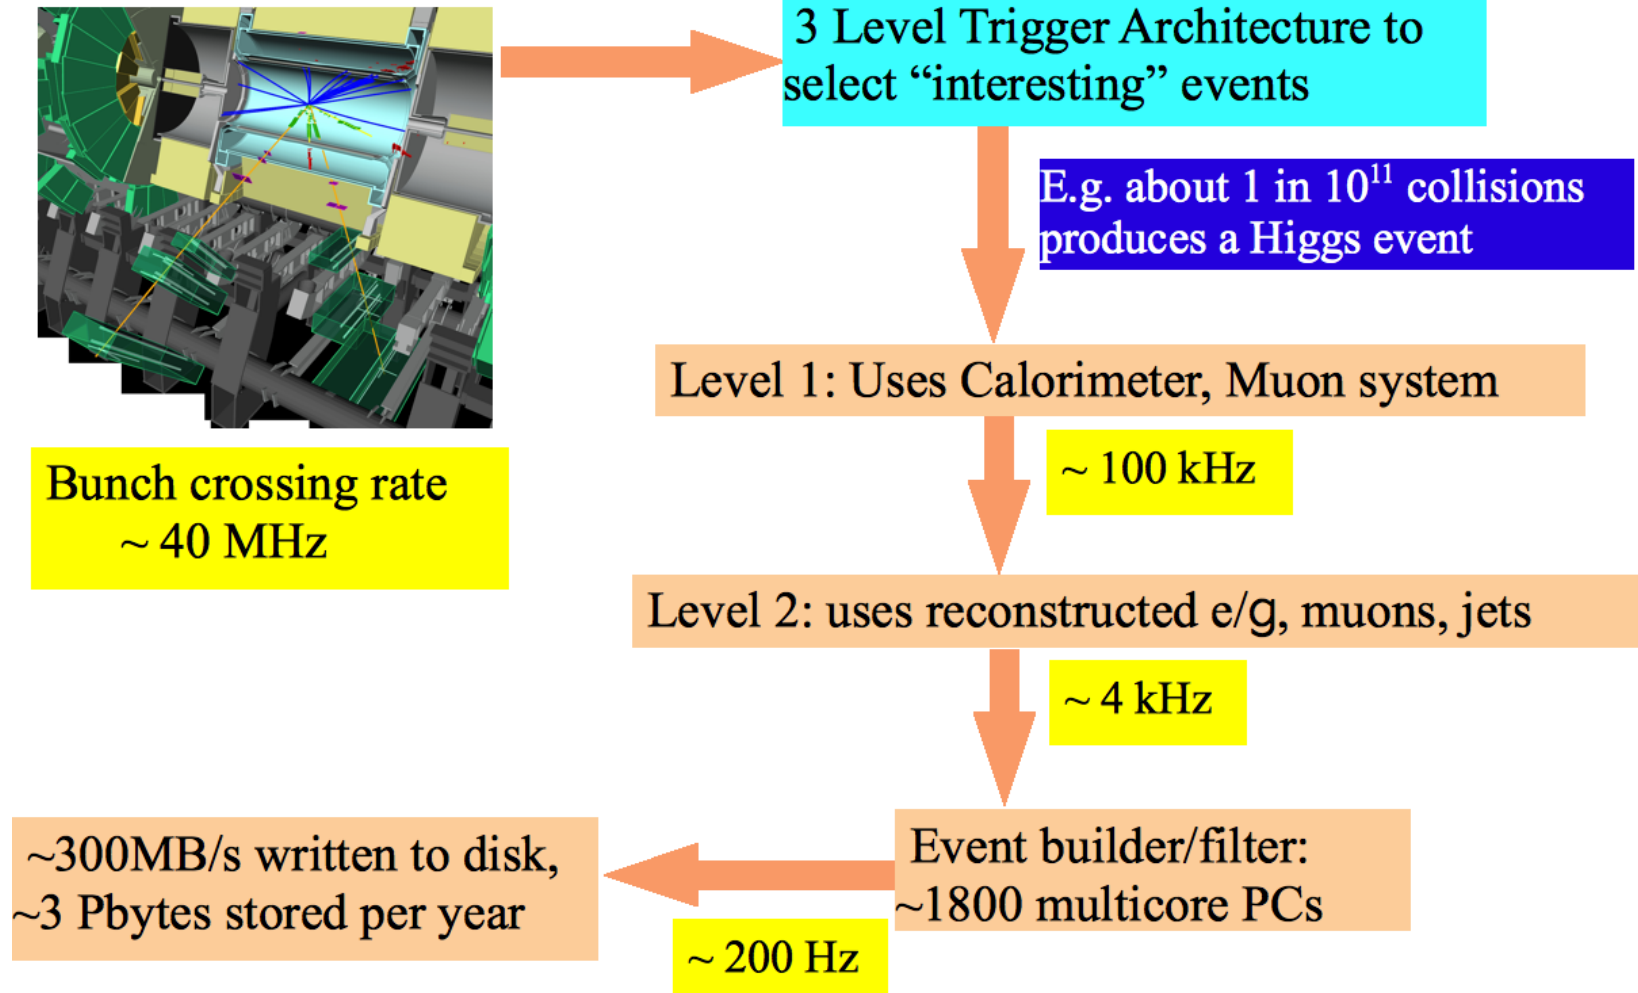 3 Level Trigger Architecture to
select “interesting” events
E.g. about 1 in 10¹¹ collisions
produces a Higgs event
Level 1: Uses Calorimeter, Muon system
Bunch crossing rate
~ 40 MHz
~ 100 kHz
Level 2: uses reconstructed e/g, muons, jets
~ 4 kHz
Event builder/filter:
~1800 multicore PCs
~300MB/s written to disk,
~3 Pbytes stored per year
~ 200 Hz